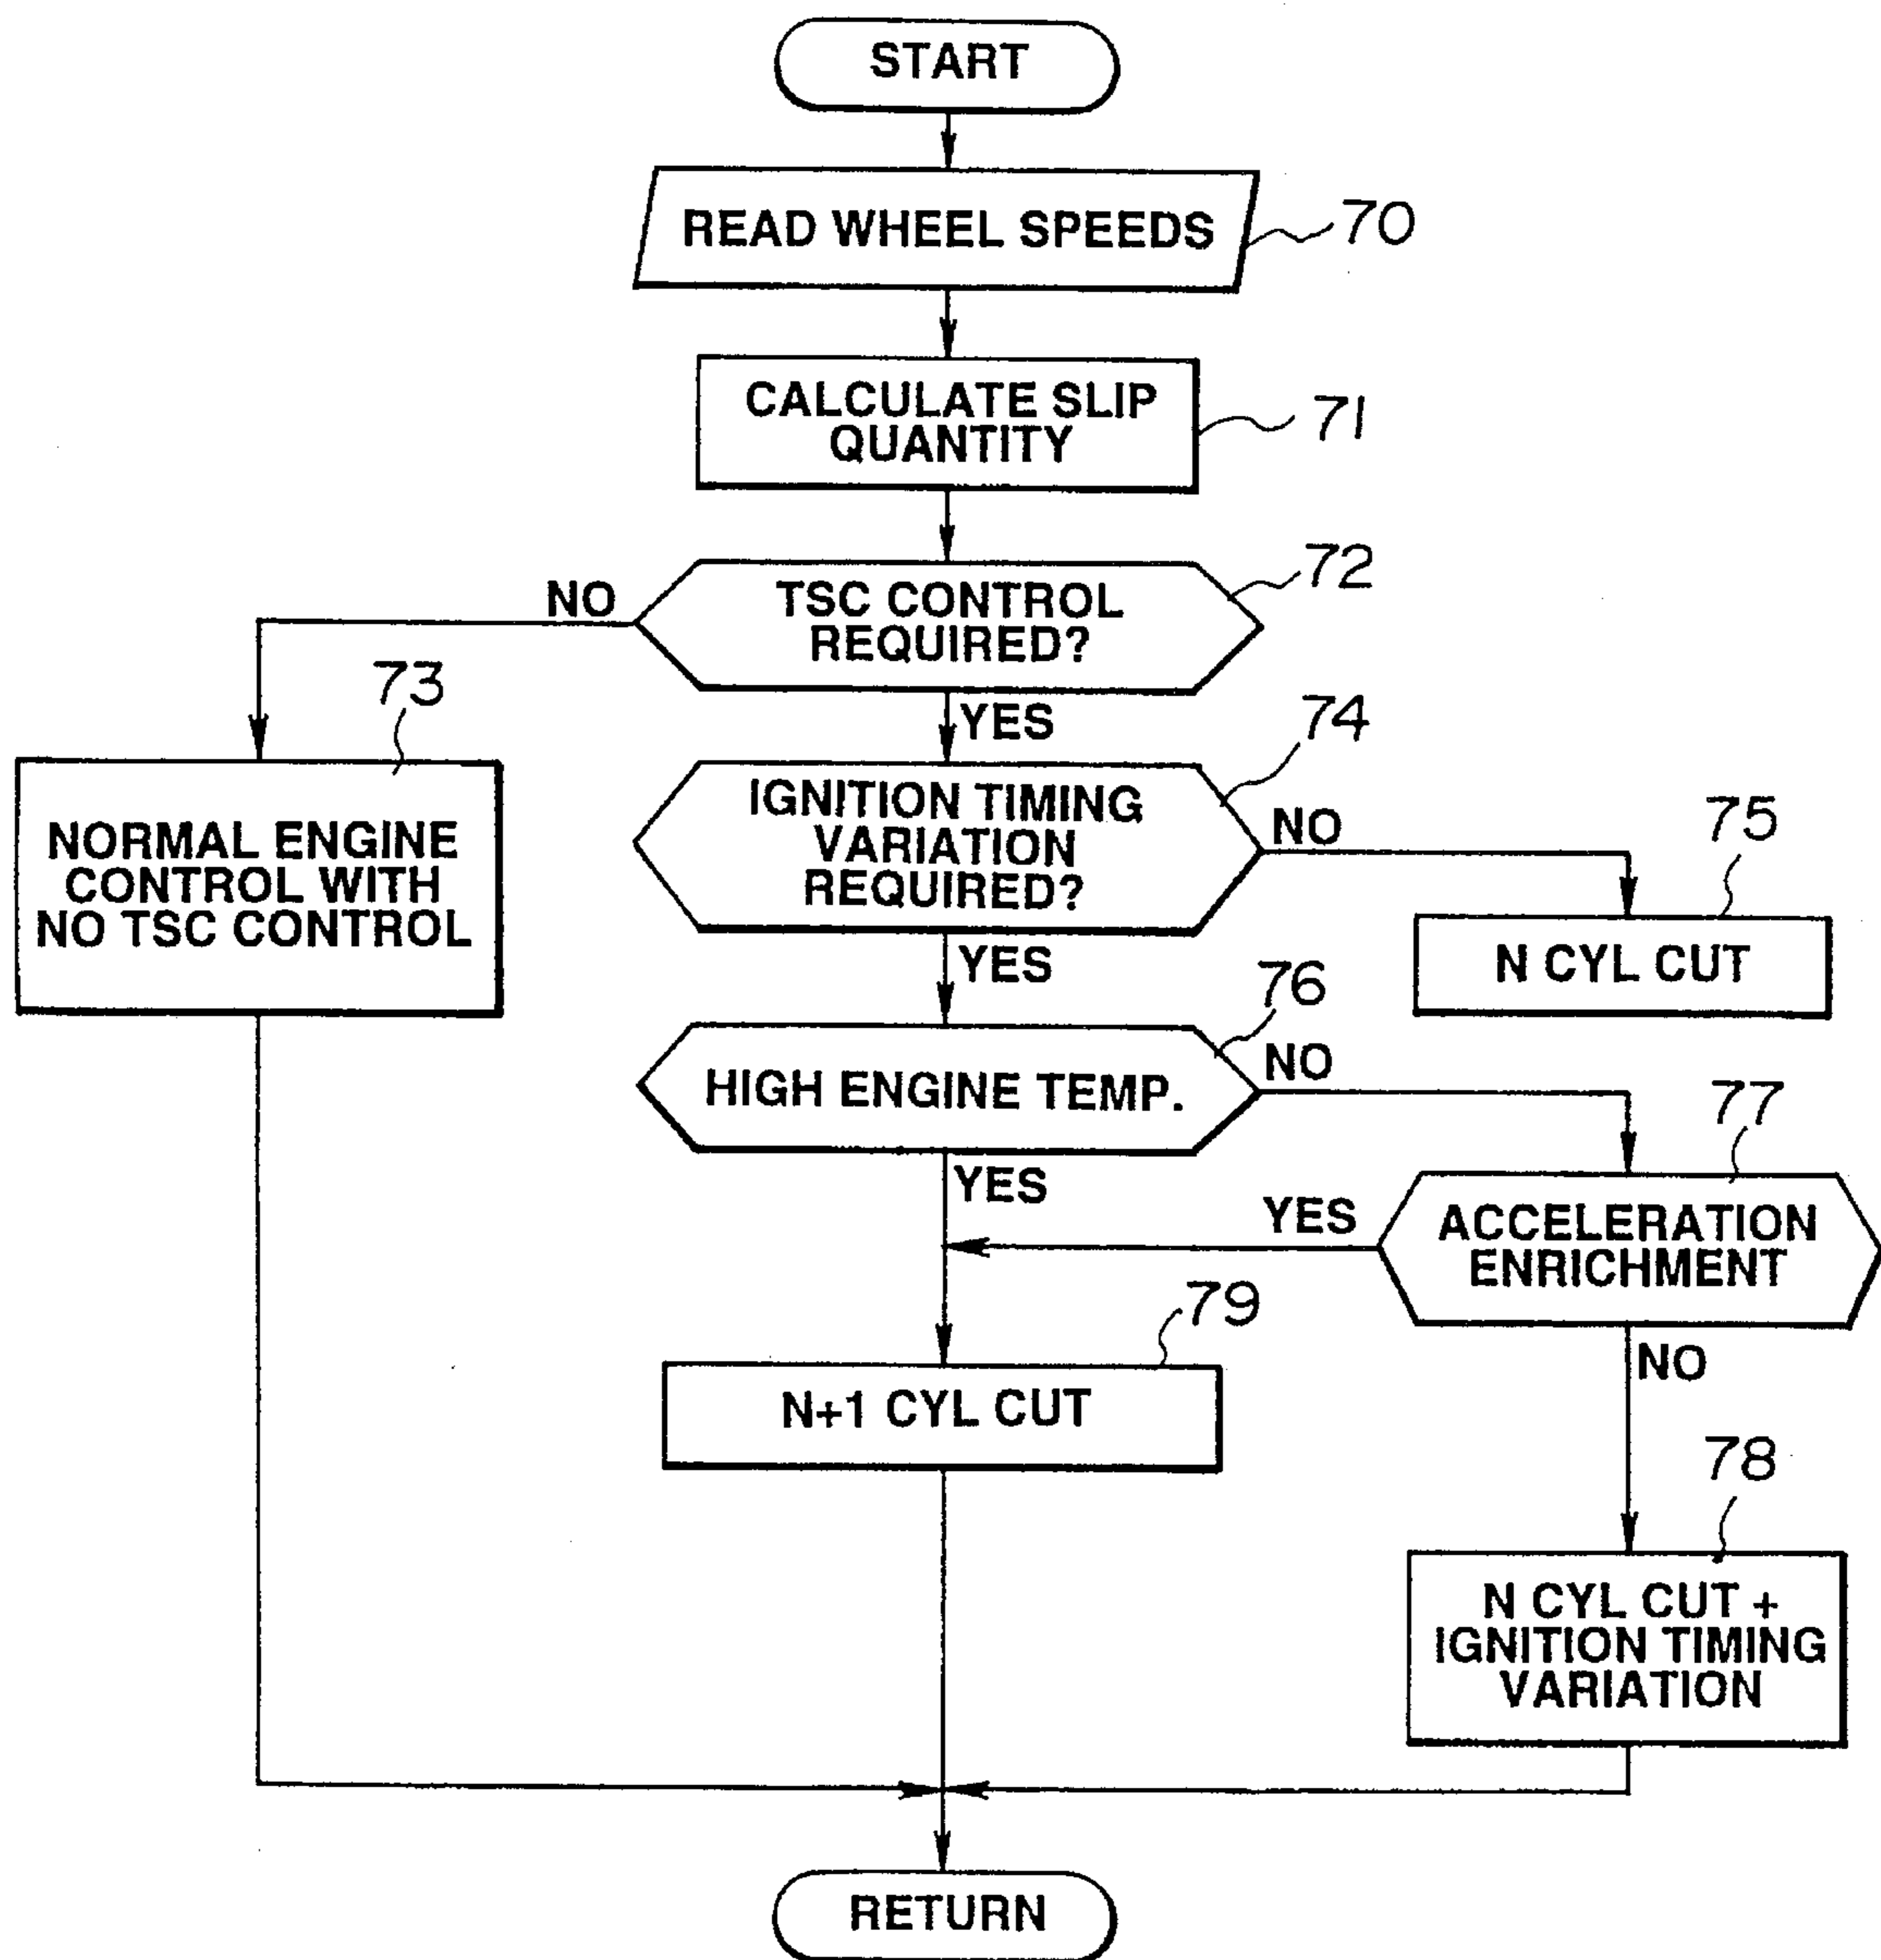 START
READ WHEEL SPEEDS
70
CALCULATE SLIP
QUANTITY
71
72
NO
TSC CONTROL
REQUIRED?
73
YES
74
NORMAL ENGINE
CONTROL WITH
NO TSC CONTROL
IGNITION TIMING
VARIATION
REQUIRED?
NO
75
N CYL CUT
YES
76
HIGH ENGINE TEMP.
NO
77
YES
YES
ACCELERATION
ENRICHMENT
79
N+1 CYL CUT
NO
78
N CYL CUT +
IGNITION TIMING
VARIATION
RETURN